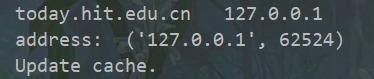 today.hit.edu.cn   127.0.0.1
address:  ('127.0.0.1', 62524)
Update cache.